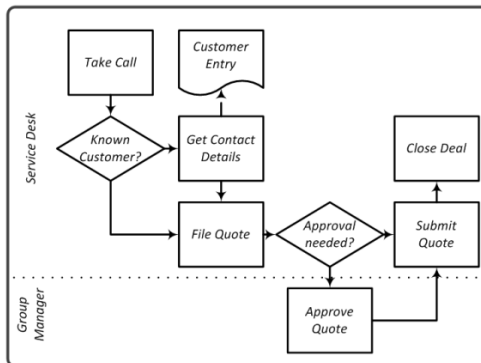 Take Call
Customer
Entry
Service Desk
Known
Customer?
Get Contact
Details
Close Deal
File Quote
Approval
needed?
Submit
Quote
Group
Manager
Approve
Quote